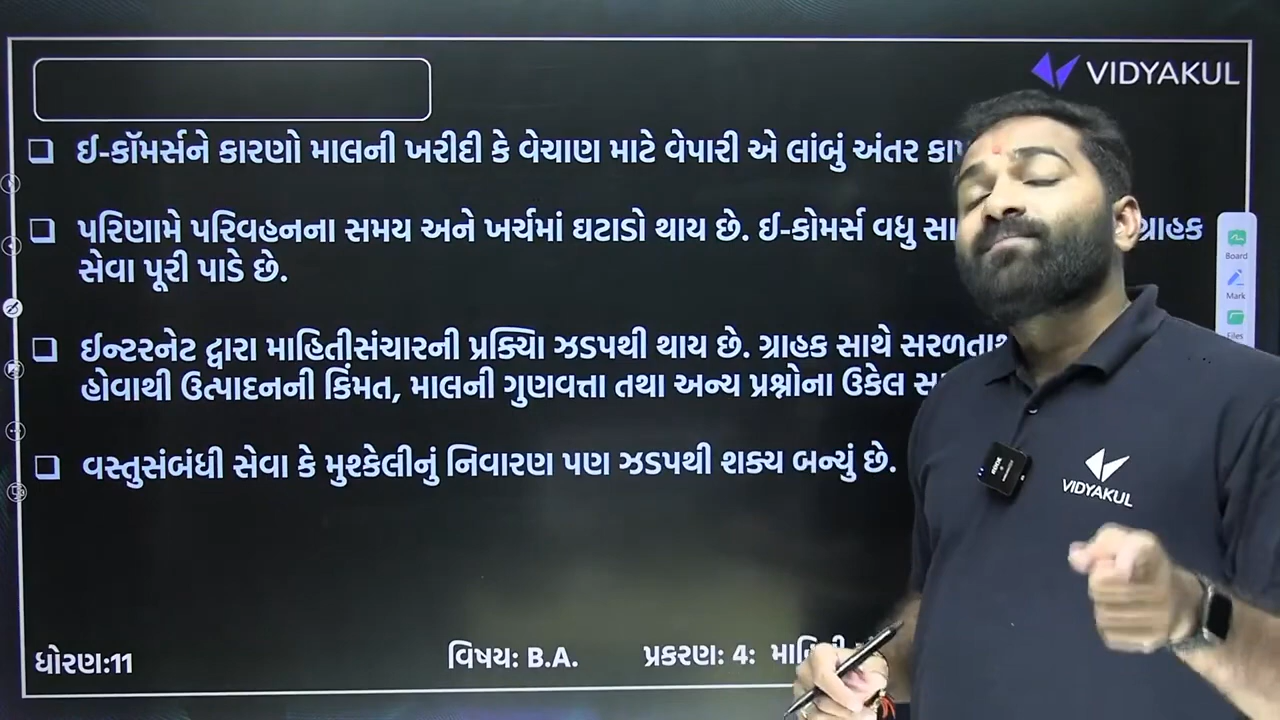 VIDYAKUL
ઈ-કૉમર્સને કારણો માલની ખરીદી કે વેચાણ માટે વેપારી એ લાંબું અંતર
પરિણામે પરિવહનના સમય અને ખર્ચમાં ઘટાડો થાય છે. ઈ-કોમર્સ વધુ ગ્રાહક
સેવા પૂરી પાડે છે.
ઈન્ટરનેટ દ્વારા માહિતીસંચારની પ્રક્યિા ઝડપથી થાય છે. ગ્રાહક સાથે
હોવાથી ઉત્પાદનની કિંમત, માલની ગુણવત્તા તથા અન્ય પ્રશ્નોના ઉકેલ
વસ્તુસંબંધી સેવા કે મુશ્કેલીનું નિવારણ પણ ઝડપથી શક્ય બન્યું છે.
Board
Mark
Files
VIDYAKUL
ધોરણ:11 વિષય: B.A. પ્રકરણ: 4: